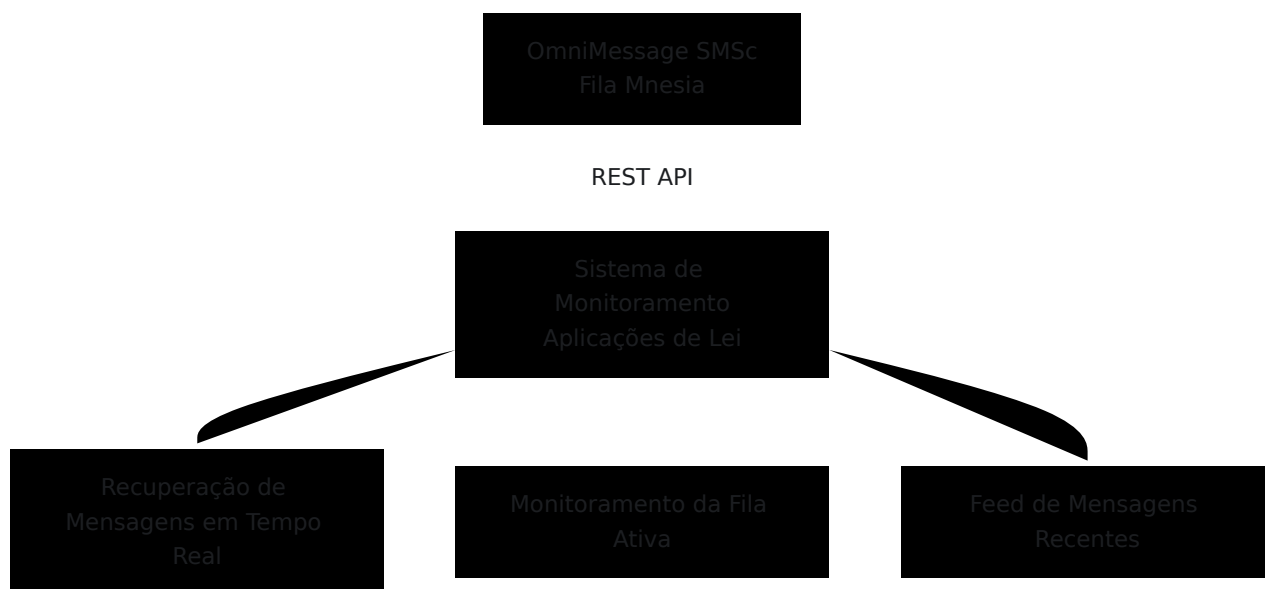 OmniMessage SMSc
Fila Mnesia
REST API
Sistema de
Monitoramento
Aplicações de Lei
Recuperação de
Mensagens em Tempo
Real
Monitoramento da Fila
Ativa
Feed de Mensagens
Recentes